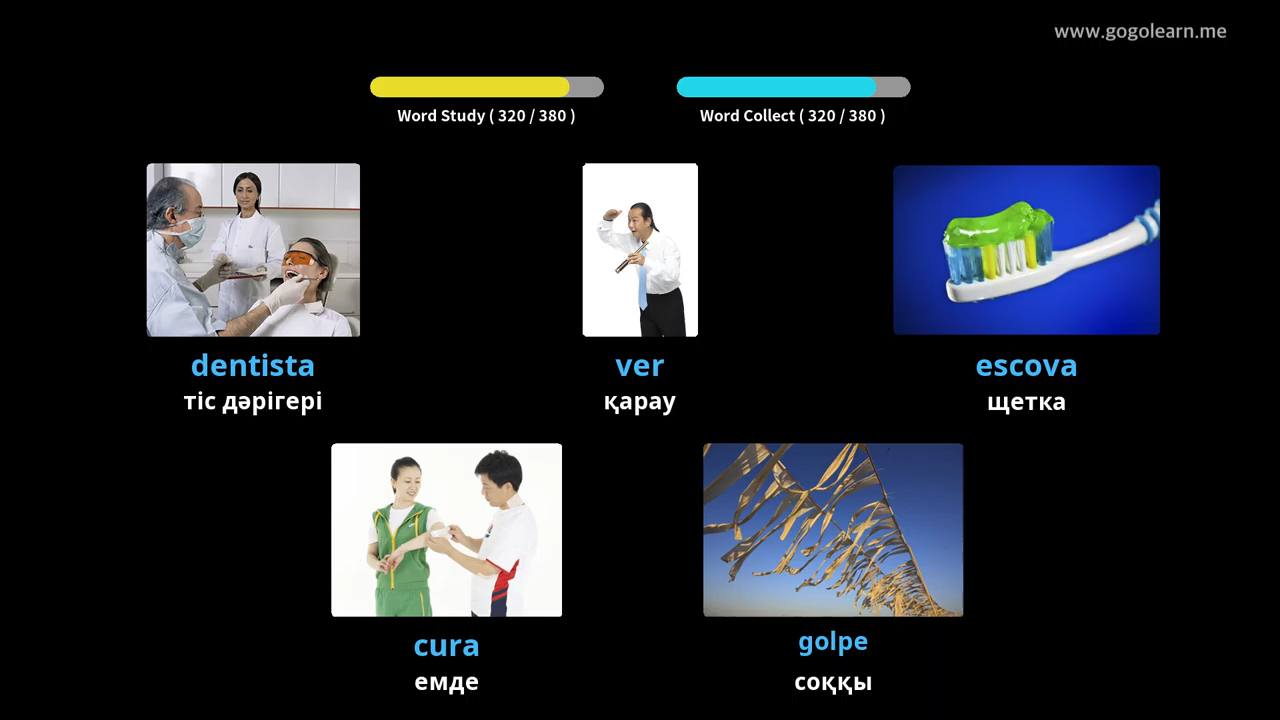 www.gogolearn.me
Word Study ( 320 / 380 )
Word Collect ( 320 / 380 )
dentista
тіс дәрігері
ver
қарау
escova
щетка
cura
емде
golpe
соққы